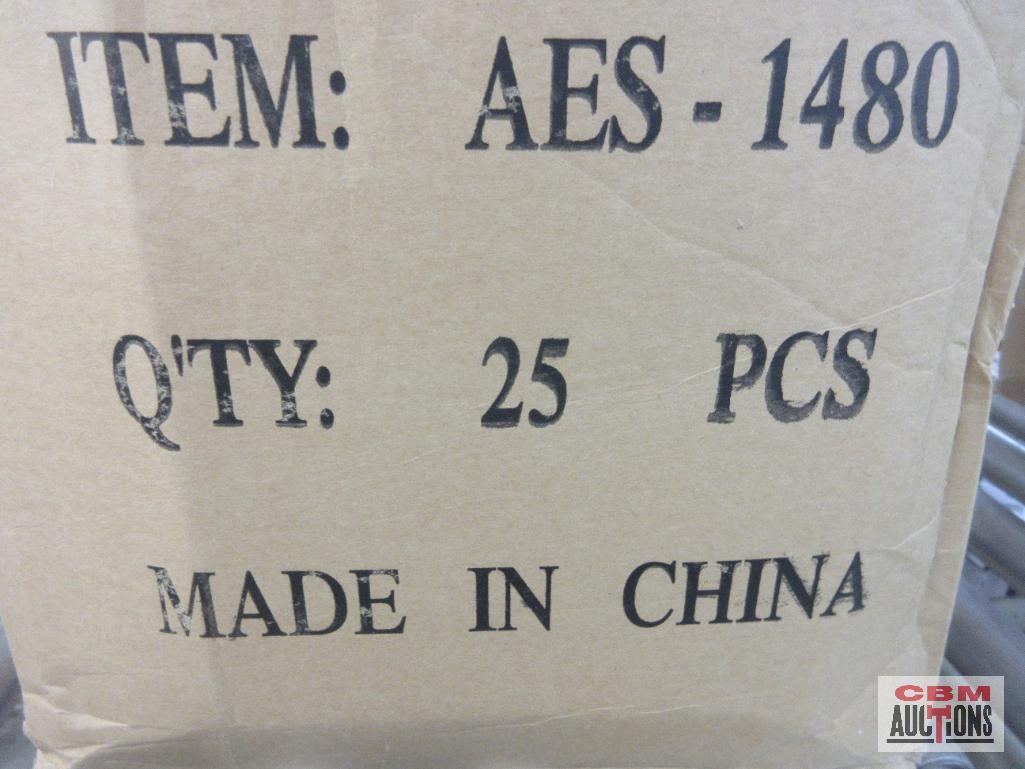 ITEM: AES - 1480
Q'TY: 25 PCS
MADE IN CHINA
CBM
AUCTIONS